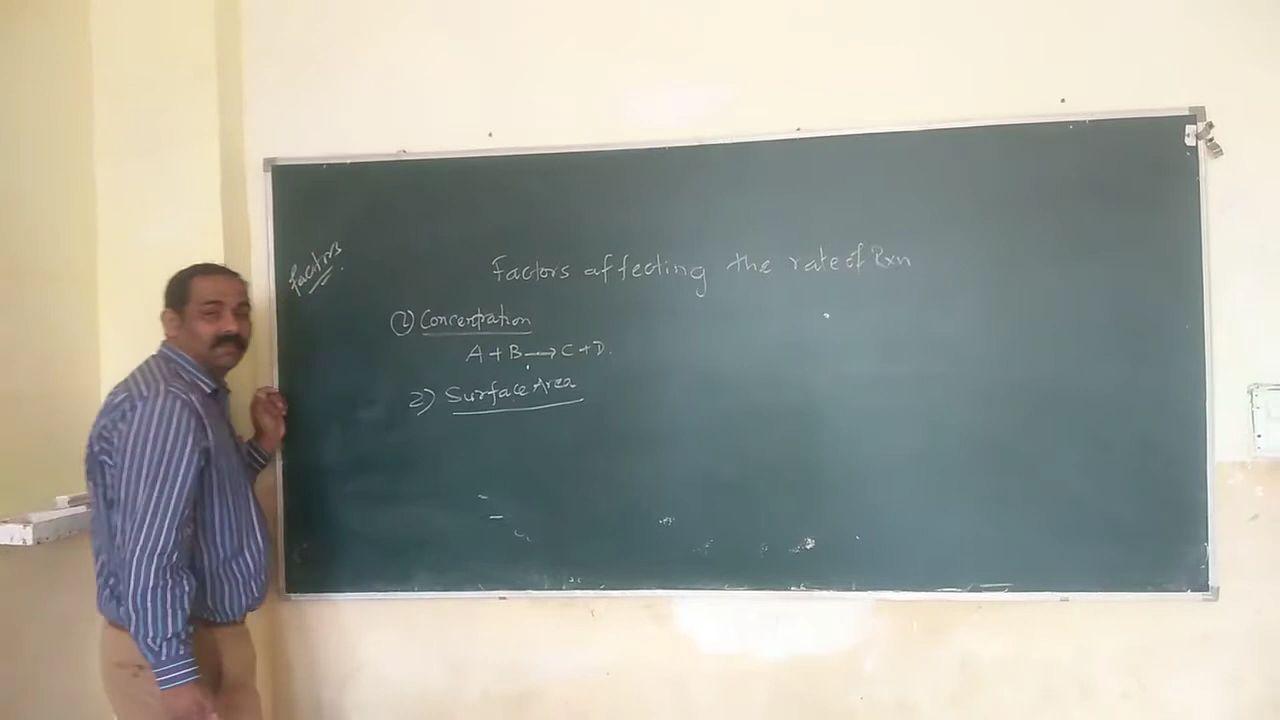 Factors
Factors affecting the rate of Rxn
1) Concentration
A + B → C + D.
2) Surface Area